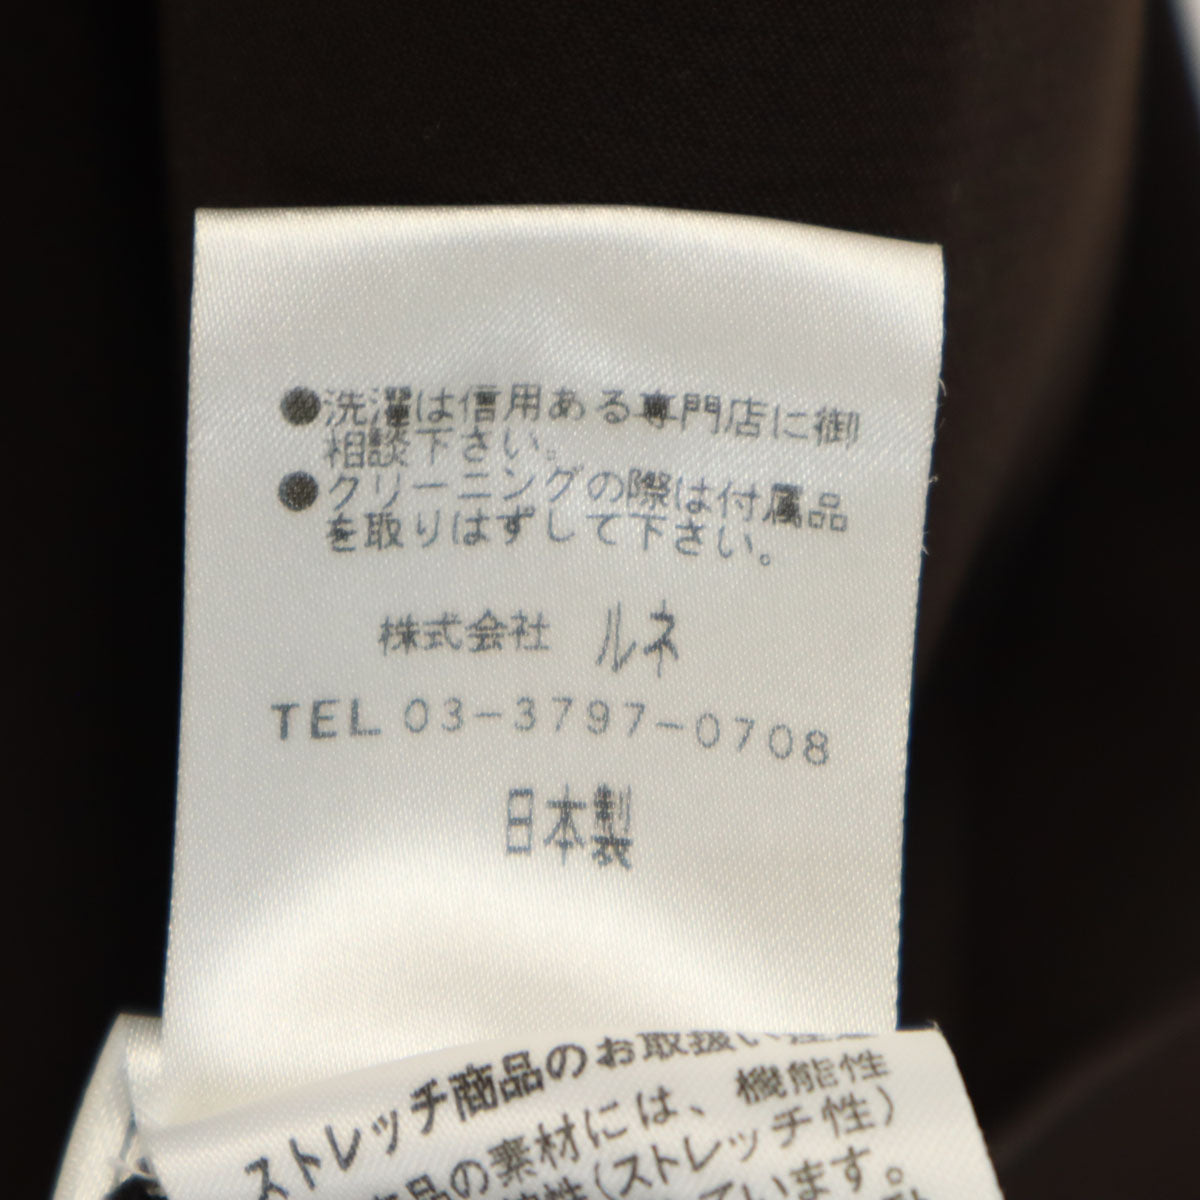 ●洗濯は信用ある専門店に御
相談下さい。
●クリーニングの際は付属品
を取りはずして下さい。
株式会社 ルネ
TEL 03-3797-0708
日本製
ストレッチ商品のお取扱い
品の素材には、機能性
性(ストレッチ性)
ています。